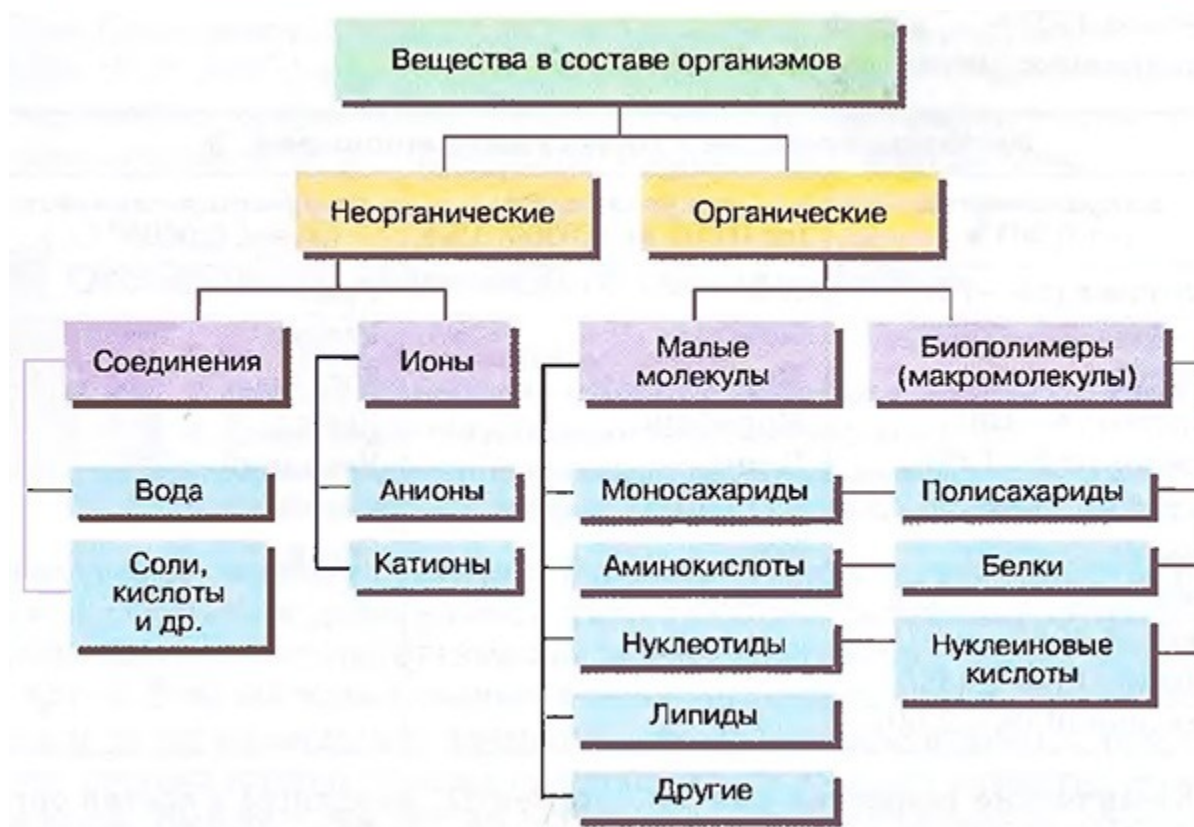 Вещества в составе организмов
Неорганические
Органические
Соединения
Ионы
Малые
молекулы
Биополимеры
(макромолекулы)
Вода
Анионы
Моносахариды
Полисахариды
Соли,
кислоты
и др.
Катионы
Аминокислоты
Белки
Нуклеотиды
Нуклеиновые
кислоты
Липиды
Другие